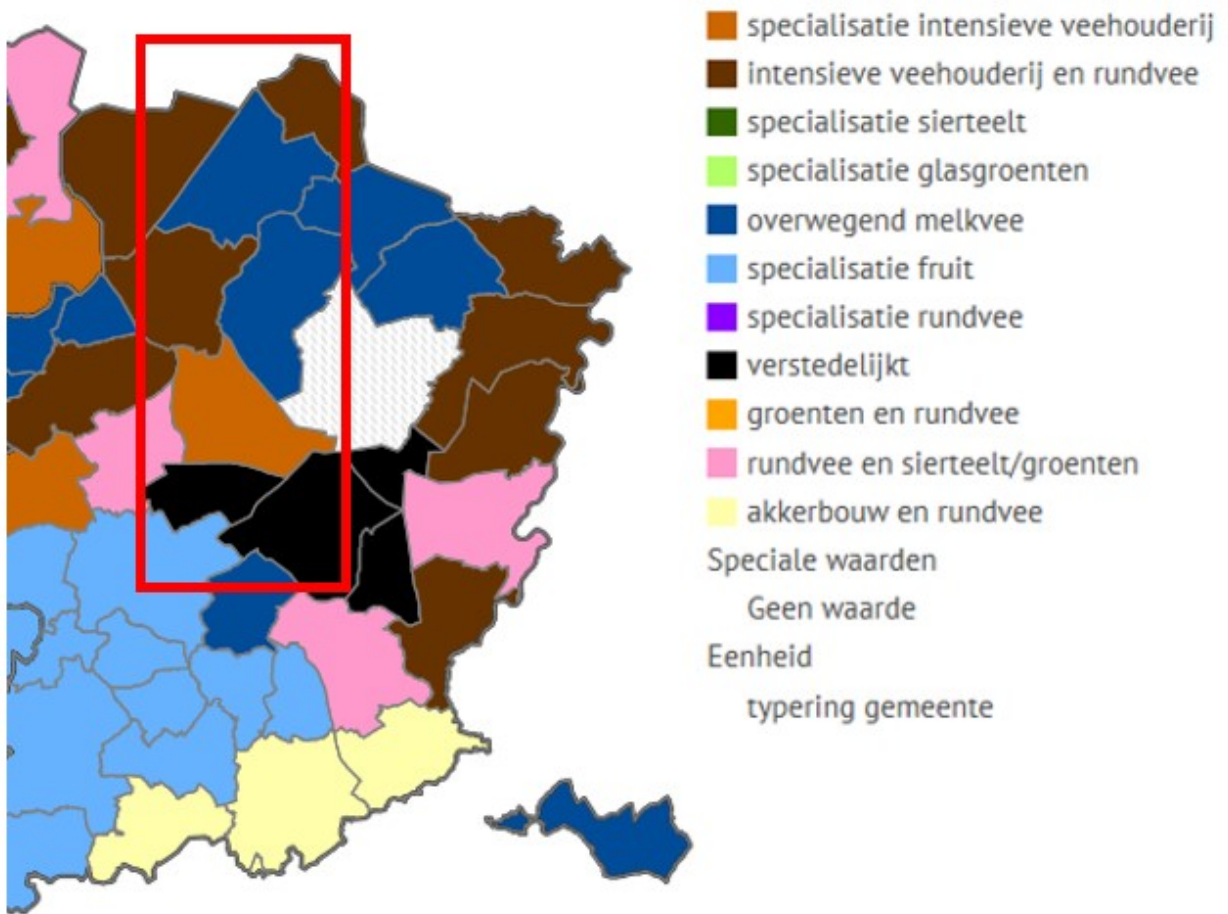 specialisatie intensieve veehouderij
intensieve veehouderij en rundvee
specialisatie sierteelt
specialisatie glasgroenten
overwegend melkvee
specialisatie fruit
specialisatie rundvee
verstedelijkt
groenten en rundvee
rundvee en sierteelt/groenten
akkerbouw en rundvee
Speciale waarden
Geen waarde
Eenheid
typering gemeente